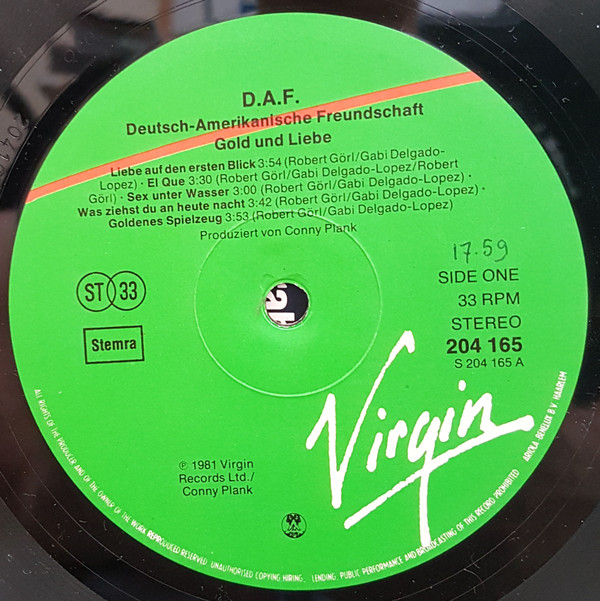 D.A.F.
Deutsch-Amerikanische Freundschaft
Gold und Liebe
Liebe auf den ersten Blick 3:54 (Robert Görl/Gabi Delgado-
Lopez) · El Que 3:30 (Robert Görl/Gabi Delgado-Lopez/Robert
Görl) · Sex unter Wasser 3:00 (Robert Görl/Gabi Delgado-Lopez) ·
Was ziehst du an heute nacht 3:42 (Robert Görl/Gabi Delgado-Lopez) ·
Goldenes Spielzeug 3:53 (Robert Görl/Gabi Delgado-Lopez)
Produziert von Conny Plank
17.59
ST 33
SIDE ONE
33 RPM
STEREO
Stemra
204 165
S 204 165 A
Virgin
℗ 1981 Virgin
Records Ltd./
Conny Plank
ALL RIGHTS OF THE PRODUCER AND OF THE OWNER OF THE WORK REPRODUCED RESERVED UNAUTHORISED COPYING HIRING, LENDING PUBLIC PERFORMANCE AND BROADCASTING OF THIS RECORD PROHIBITED ARIOLA BENELUX B.V. HAARLEM